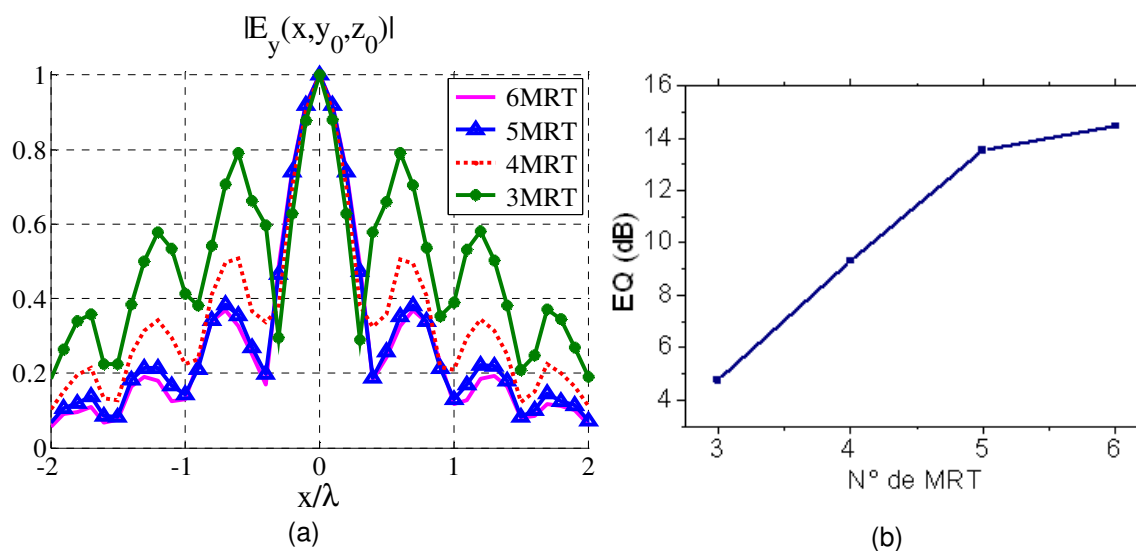 |E_y(x,y_0,z_0)|
1
0.8
0.6
0.4
0.2
0
-2
-1
0
1
2
x/λ
(a)
6MRT
5MRT
4MRT
3MRT
16
14
12
10
8
6
4
EQ (dB)
3
4
5
6
N° de MRT
(b)